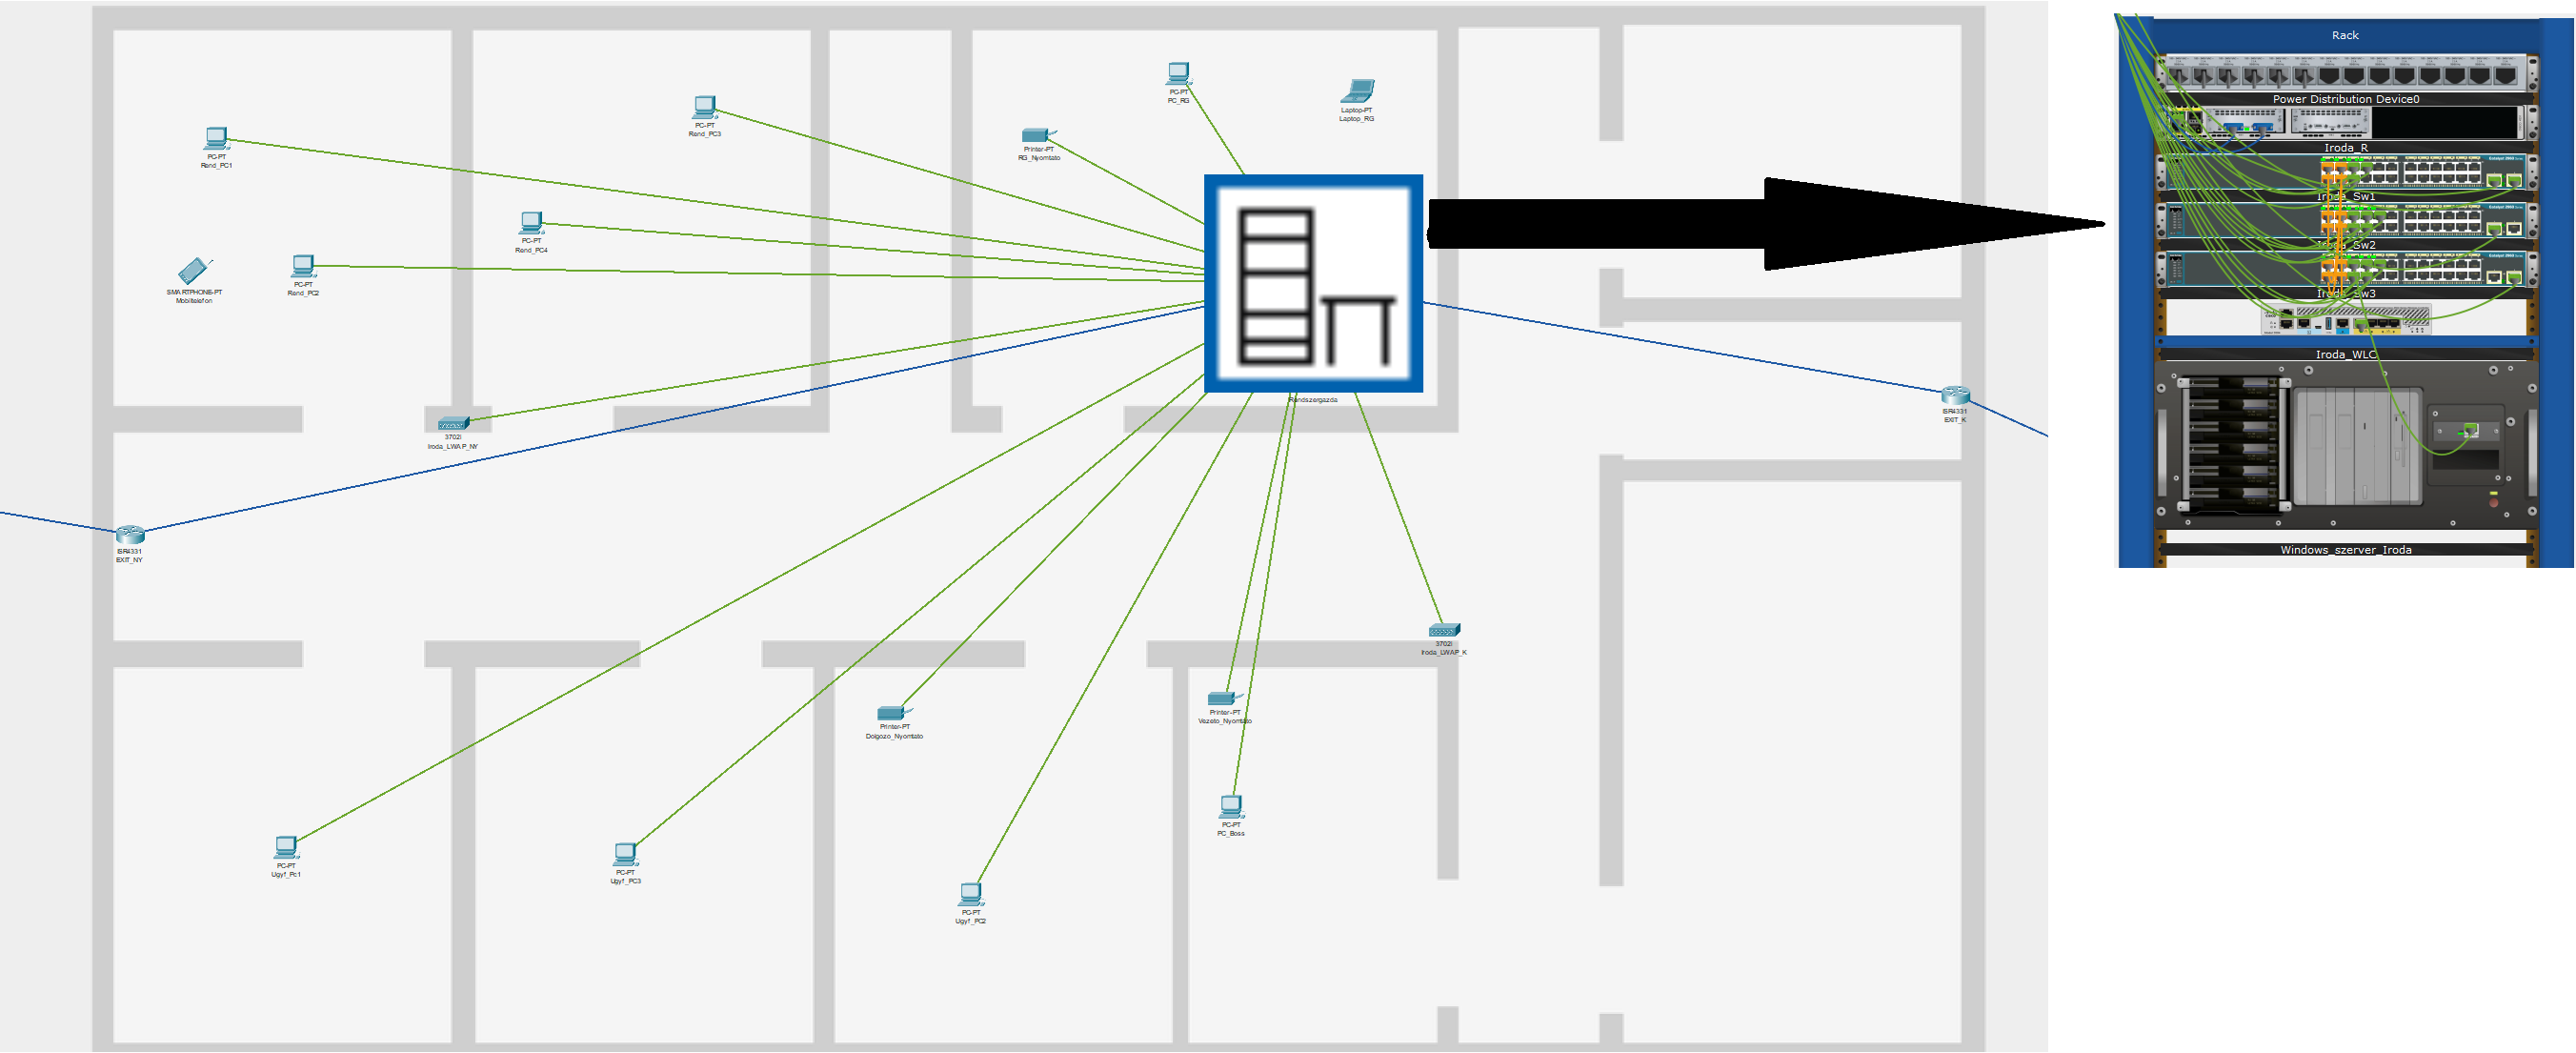 PC-PT
Rend_PC1
SMARTPHONE-PT
Mobiltelefon
PC-PT
Rend_PC2
PC-PT
Rend_PC3
PC-PT
Rend_PC4
Printer-PT
RG_Nyomtato
PC-PT
PC_RG
Laptop-PT
Laptop_RG
Rendszergazda
3702i
Iroda_LWAP_NY
ISR4331
EXIT_NY
ISR4331
EXIT_K
3702i
Iroda_LWAP_K
Printer-PT
Dolgozo_Nyomtato
Printer-PT
Vezeto_Nyomtato
PC-PT
PC_Boss
PC-PT
Ugyf_Pc1
PC-PT
Ugyf_PC3
PC-PT
Ugyf_PC2
Rack
Power Distribution Device0
Iroda_R
Iroda_Sw1
Iroda_Sw2
Iroda_Sw3
Iroda_WLC
Windows_szerver_Iroda